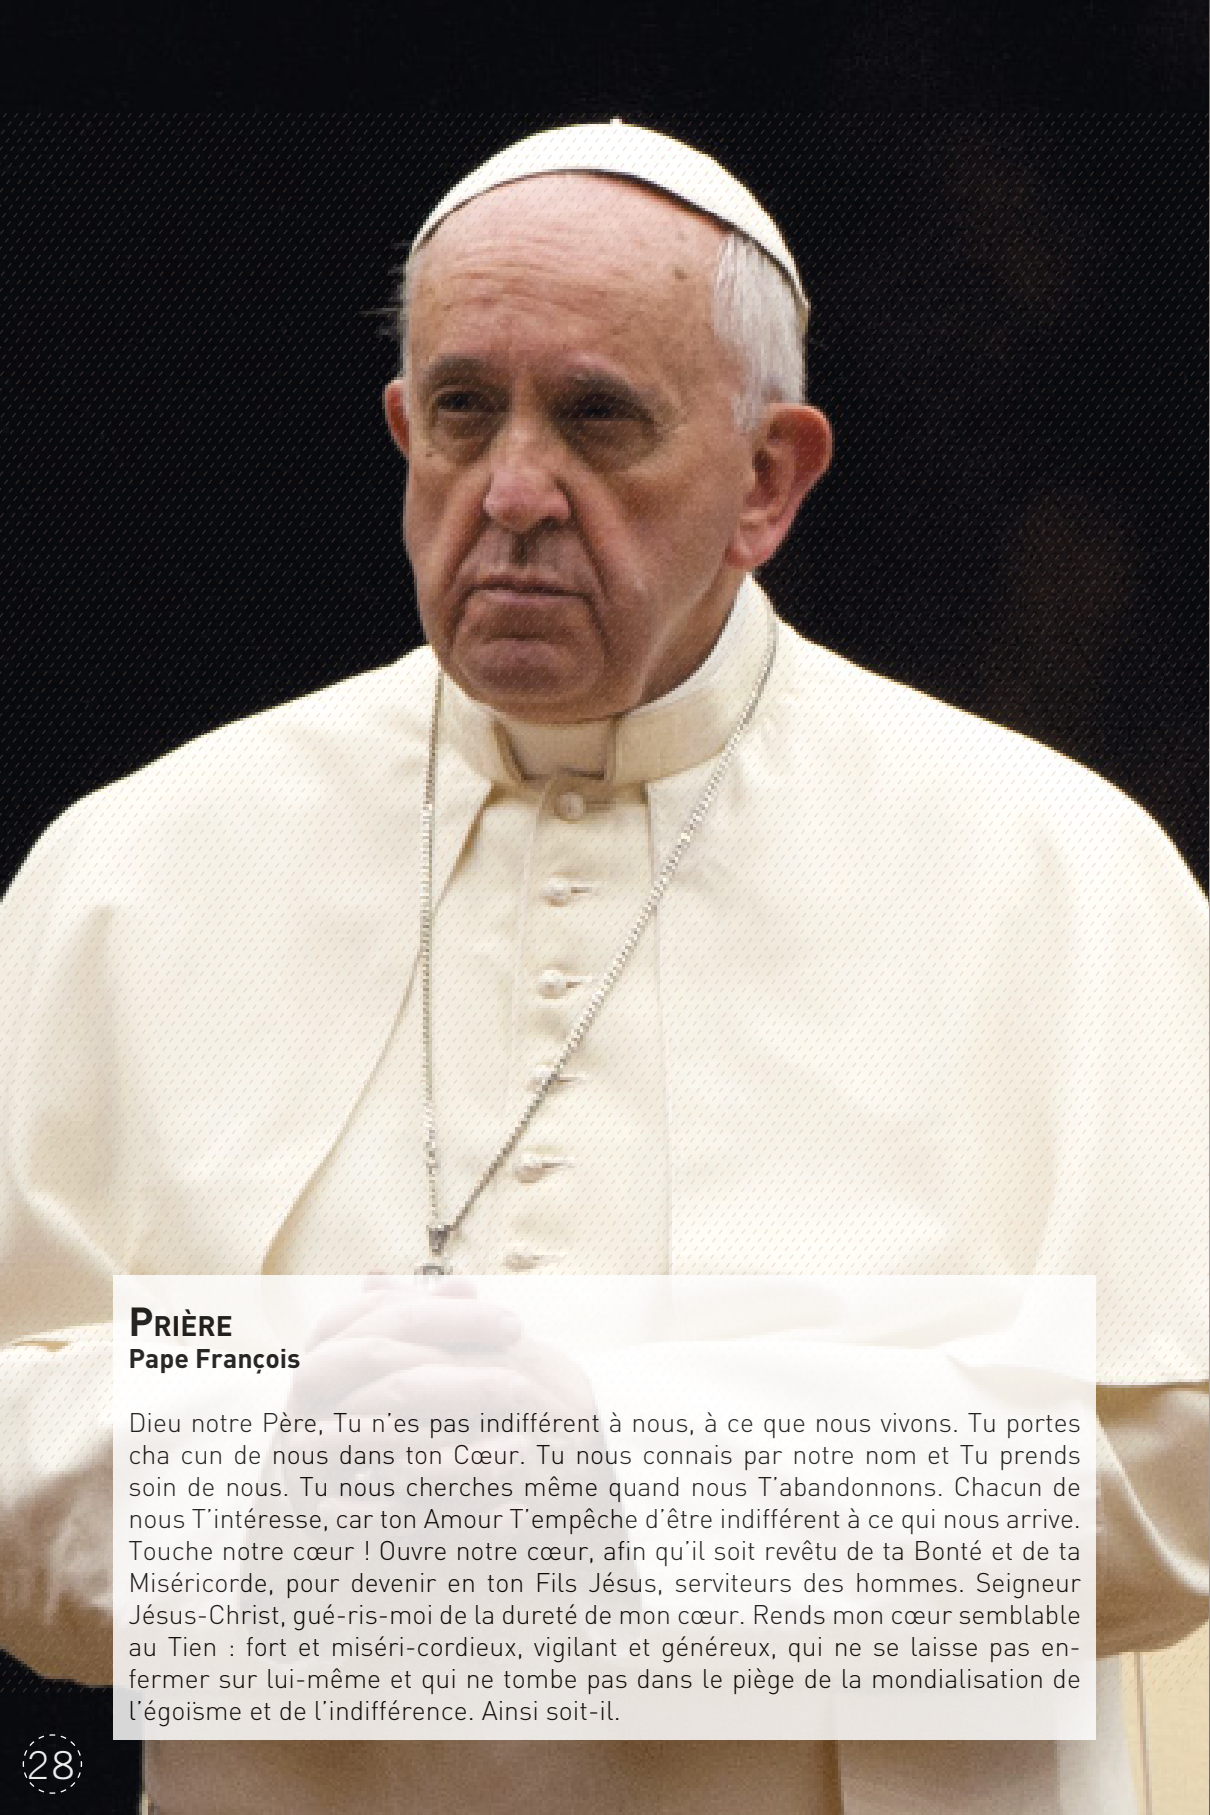 PRIÈRE
Pape François
Dieu notre Père, Tu n’es pas indifférent à nous, à ce que nous vivons. Tu portes
cha cun de nous dans ton Cœur. Tu nous connais par notre nom et Tu prends
soin de nous. Tu nous cherches même quand nous T’abandonnons. Chacun de
nous T’intéresse, car ton Amour T’empêche d’être indifférent à ce qui nous arrive.
Touche notre cœur ! Ouvre notre cœur, afin qu’il soit revêtu de ta Bonté et de ta
Miséricorde, pour devenir en ton Fils Jésus, serviteurs des hommes. Seigneur
Jésus-Christ, gué-ris-moi de la dureté de mon cœur. Rends mon cœur semblable
au Tien : fort et miséri-cordieux, vigilant et généreux, qui ne se laisse pas en-
fermer sur lui-même et qui ne tombe pas dans le piège de la mondialisation de
l’égoïsme et de l’indifférence. Ainsi soit-il.
28